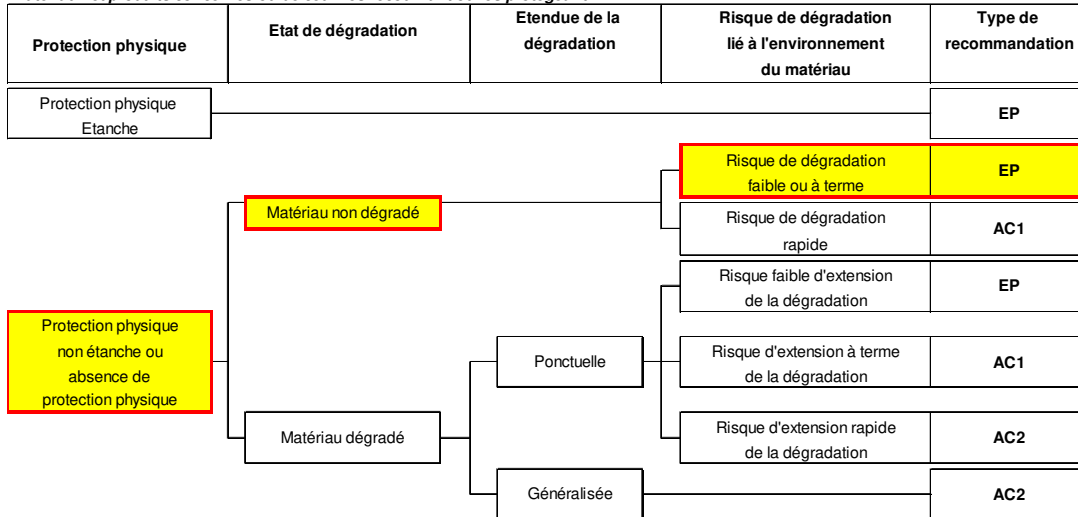 Protection physique
Etat de dégradation
Etendue de la
dégradation
Risque de dégradation
lié à l'environnement
du matériau
Type de
recommandation
Protection physique
Etanche
EP
Risque de dégradation
faible ou à terme
EP
Matériau non dégradé
Risque de dégradation
rapide
AC1
Risque faible d'extension
de la dégradation
EP
Protection physique
non étanche ou
absence de
protection physique
Ponctuelle
Risque d'extension à terme
de la dégradation
AC1
Matériau dégradé
Risque d'extension rapide
de la dégradation
AC2
Généralisée
AC2